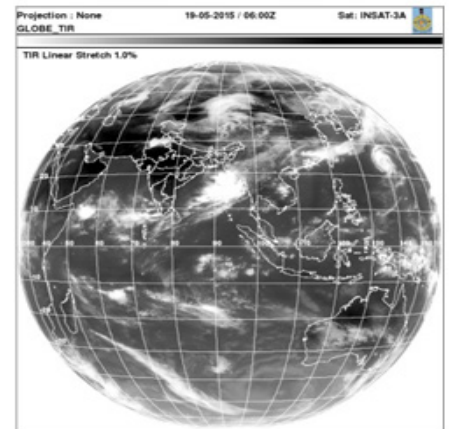 Projection : None 19-05-2015 / 06:00Z Sat: INSAT-3A
GLOBE_TIR
TIR Linear Stretch 1.0%